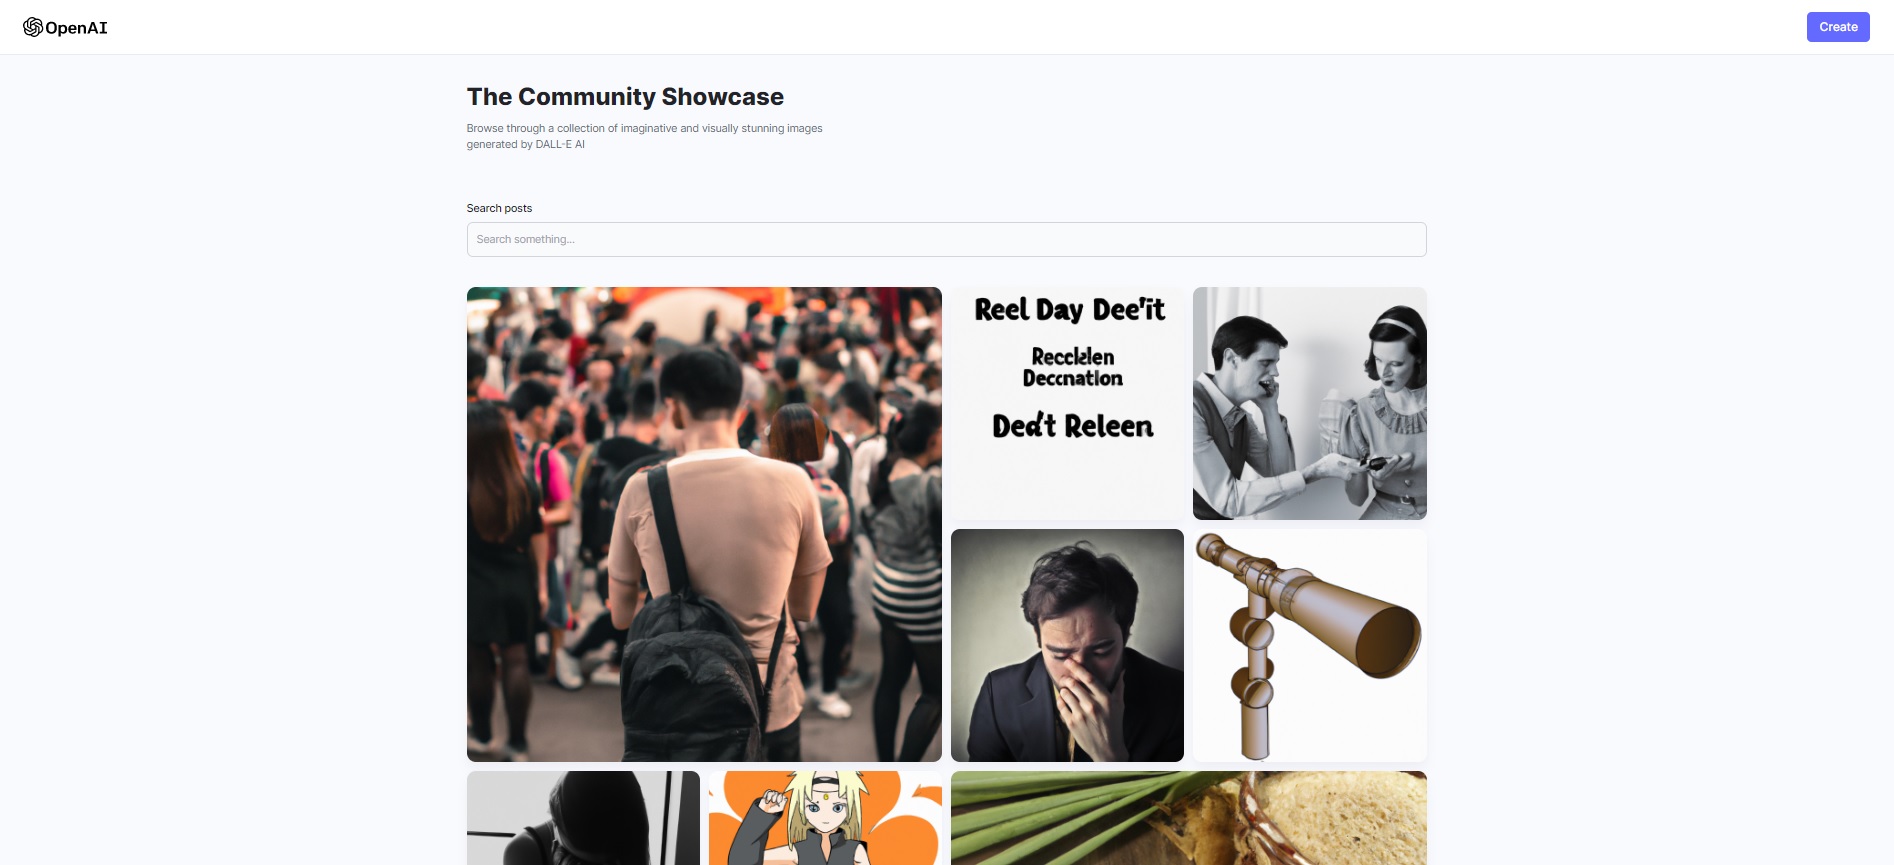 OpenAI
Create
The Community Showcase
Browse through a collection of imaginative and visually stunning images
generated by DALL-E AI
Search posts
Search something...
Reel Day Dee'it
Deccnation
Ded't Releen